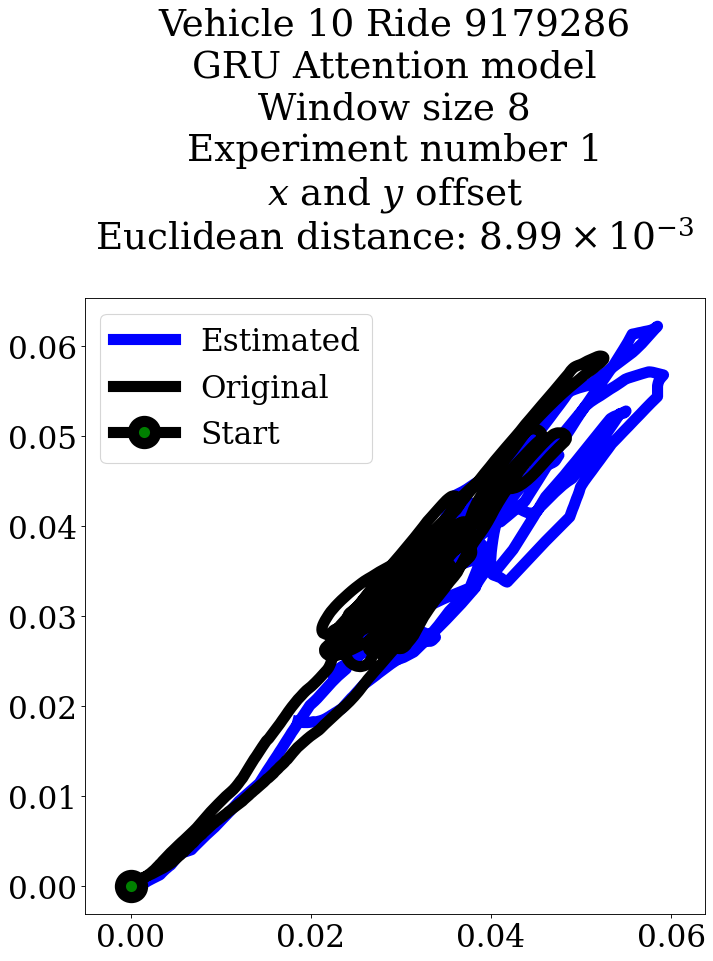 Vehicle 10 Ride 9179286
GRU Attention model
Window size 8
Experiment number 1
x and y offset
Euclidean distance: 8.99 × 10⁻³
Estimated
Original
Start
0.06
0.05
0.04
0.03
0.02
0.01
0.00
0.00 0.02 0.04 0.06